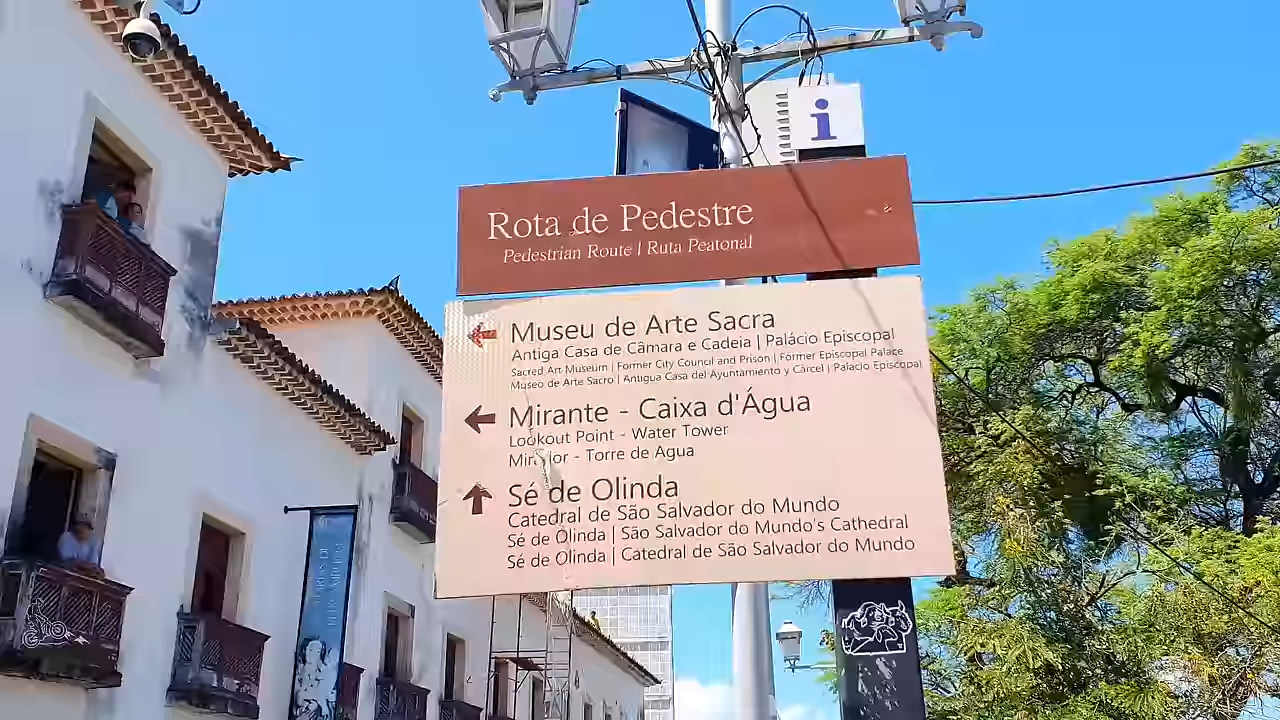 i
Rota de Pedestre
Pedestrian Route | Ruta Peatonal
Museu de Arte Sacra
Antiga Casa de Câmara e Cadeia | Palácio Episcopal
Sacred Art Museum | Former City Council and Prison | Former Episcopal Palace
Museo de Arte Sacro | Antigua Casa del Ayuntamiento y Cárcel | Palacio Episcopal
Mirante - Caixa d'Água
Lookout Point - Water Tower
Mirador - Torre de Agua
Sé de Olinda
Catedral de São Salvador do Mundo
Sé de Olinda | São Salvador do Mundo's Cathedral
Sé de Olinda | Catedral de São Salvador do Mundo